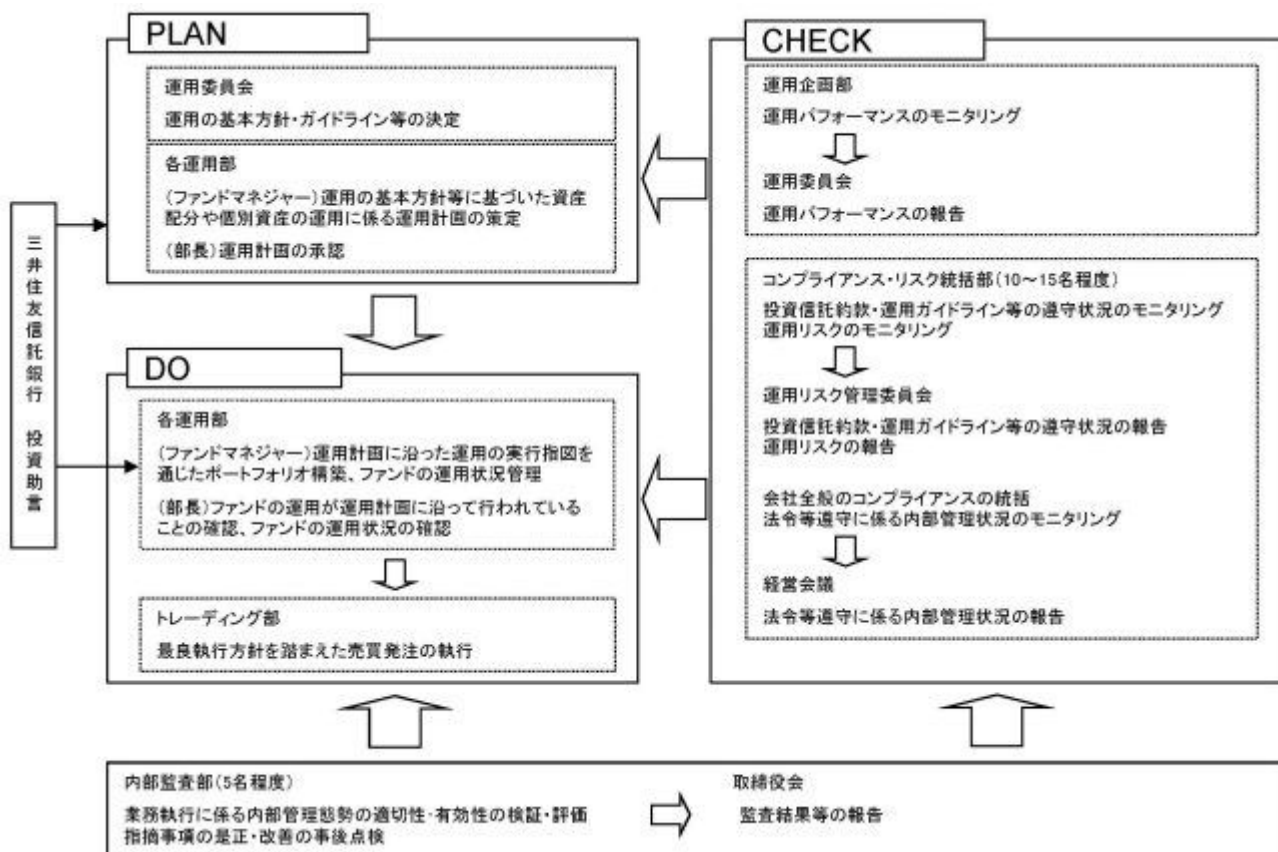 PLAN
運用委員会
運用の基本方針・ガイドライン等の決定
各運用部
(ファンドマネジャー)運用の基本方針等に基づいた資産
配分や個別資産の運用に係る運用計画の策定
(部長)運用計画の承認
三井住友信託銀行 投資助言
DO
各運用部
(ファンドマネジャー)運用計画に沿った運用の実行指図を
通じたポートフォリオ構築、ファンドの運用状況管理
(部長)ファンドの運用が運用計画に沿って行われている
ことの確認、ファンドの運用状況の確認
トレーディング部
最良執行方針を踏まえた売買発注の執行
CHECK
運用企画部
運用パフォーマンスのモニタリング
運用委員会
運用パフォーマンスの報告
コンプライアンス・リスク統括部(10～15名程度)
投資信託約款・運用ガイドライン等の遵守状況のモニタリング
運用リスクのモニタリング
運用リスク管理委員会
投資信託約款・運用ガイドライン等の遵守状況の報告
運用リスクの報告
会社全般のコンプライアンスの統括
法令等遵守に係る内部管理状況のモニタリング
経営会議
法令等遵守に係る内部管理状況の報告
内部監査部(5名程度)
業務執行に係る内部管理態勢の適切性・有効性の検証・評価
指摘事項の是正・改善の事後点検
取締役会
監査結果等の報告